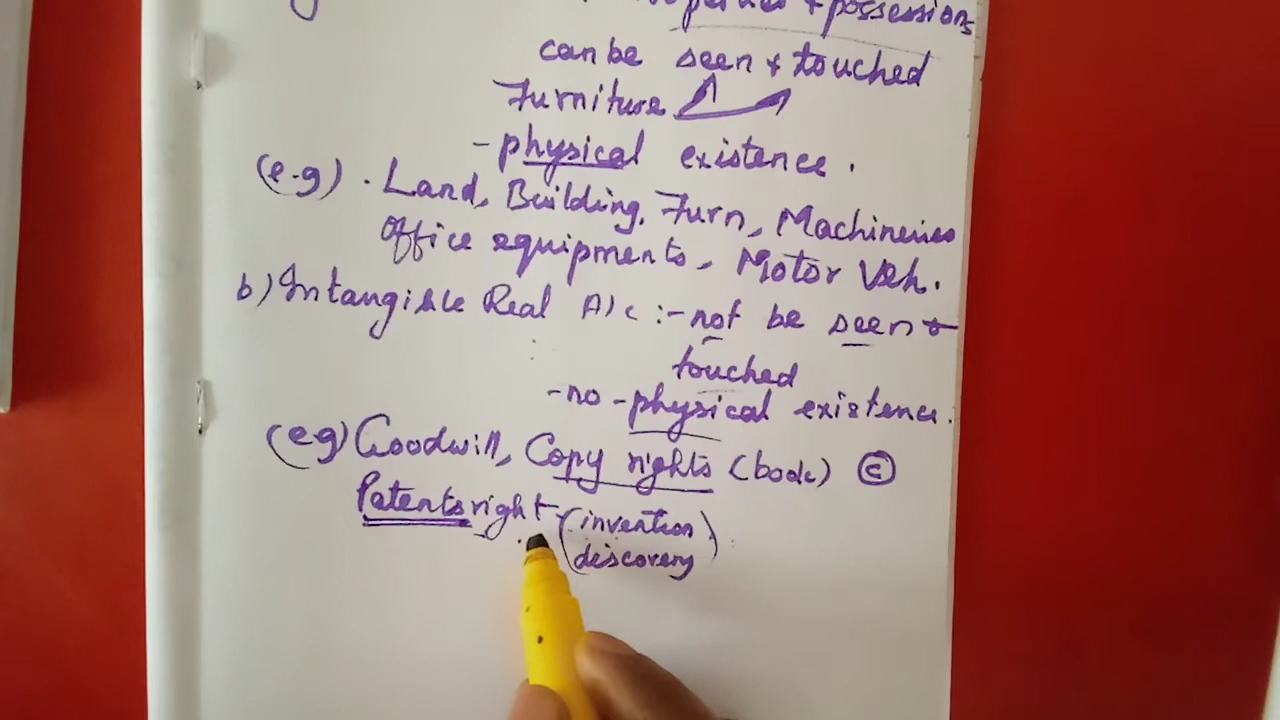 + possessions
can be seen & touched
Furniture
- physical existence.
(e.g) . Land, Building, Furn, Machineries
Office equipments, Motor Veh.
b) Intangible Real A/c :- not be seen &
touched
- no - physical existence.
(eg) Goodwill, Copy rights (book) ©
Patents right - (invention
discovery)